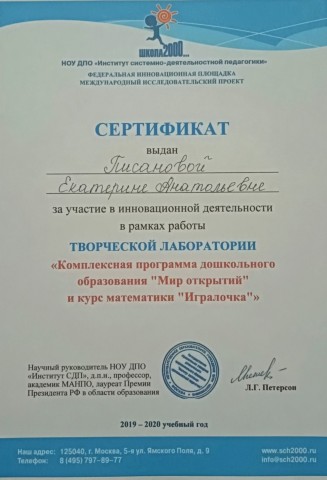 школа2000...
НОУ ДПО «Институт системно-деятельностной педагогики»
ФЕДЕРАЛЬНАЯ ИННОВАЦИОННАЯ ПЛОЩАДКА
МЕЖДУНАРОДНЫЙ ИССЛЕДОВАТЕЛЬСКИЙ ПРОЕКТ
СЕРТИФИКАТ
выдан
Писановой
Екатерине Анатольевне
за участие в инновационной деятельности
в рамках работы
ТВОРЧЕСКОЙ ЛАБОРАТОРИИ
«Комплексная программа дошкольного
образования "Мир открытий"
и курс математики "Игралочка"»
Научный руководитель НОУ ДПО
«Институт СДП», д.п.н., профессор,
академик МАНПО, лауреат Премии
Президента РФ в области образования
Л.Г. Петерсон
2019 – 2020 учебный год
Наш адрес: 125040, г. Москва, 5-я ул. Ямского Поля, д. 9
Телефон: 8 (495) 797-89-77
www.sch2000.ru
info@sch2000.ru